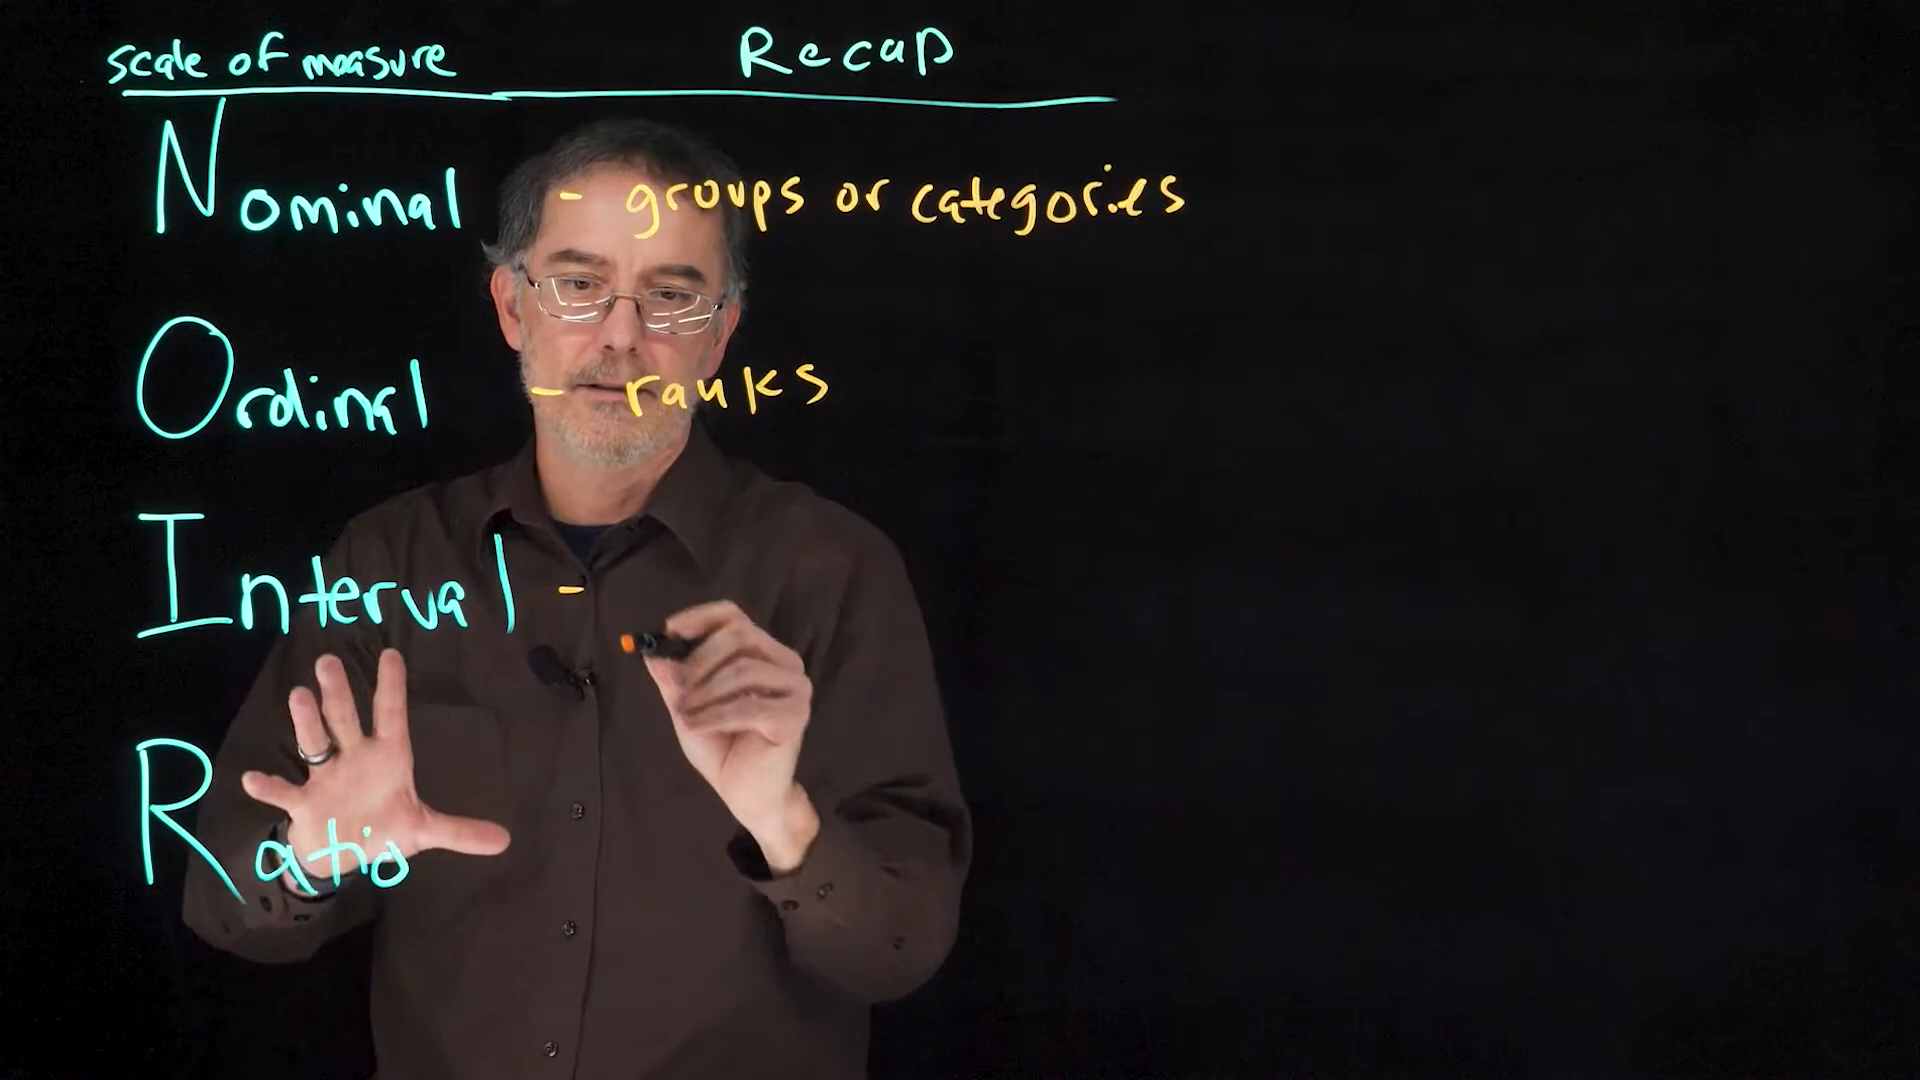 scale of measure Recap
Nominal - groups or categories
Ordinal - ranks
Interval -
Ratio